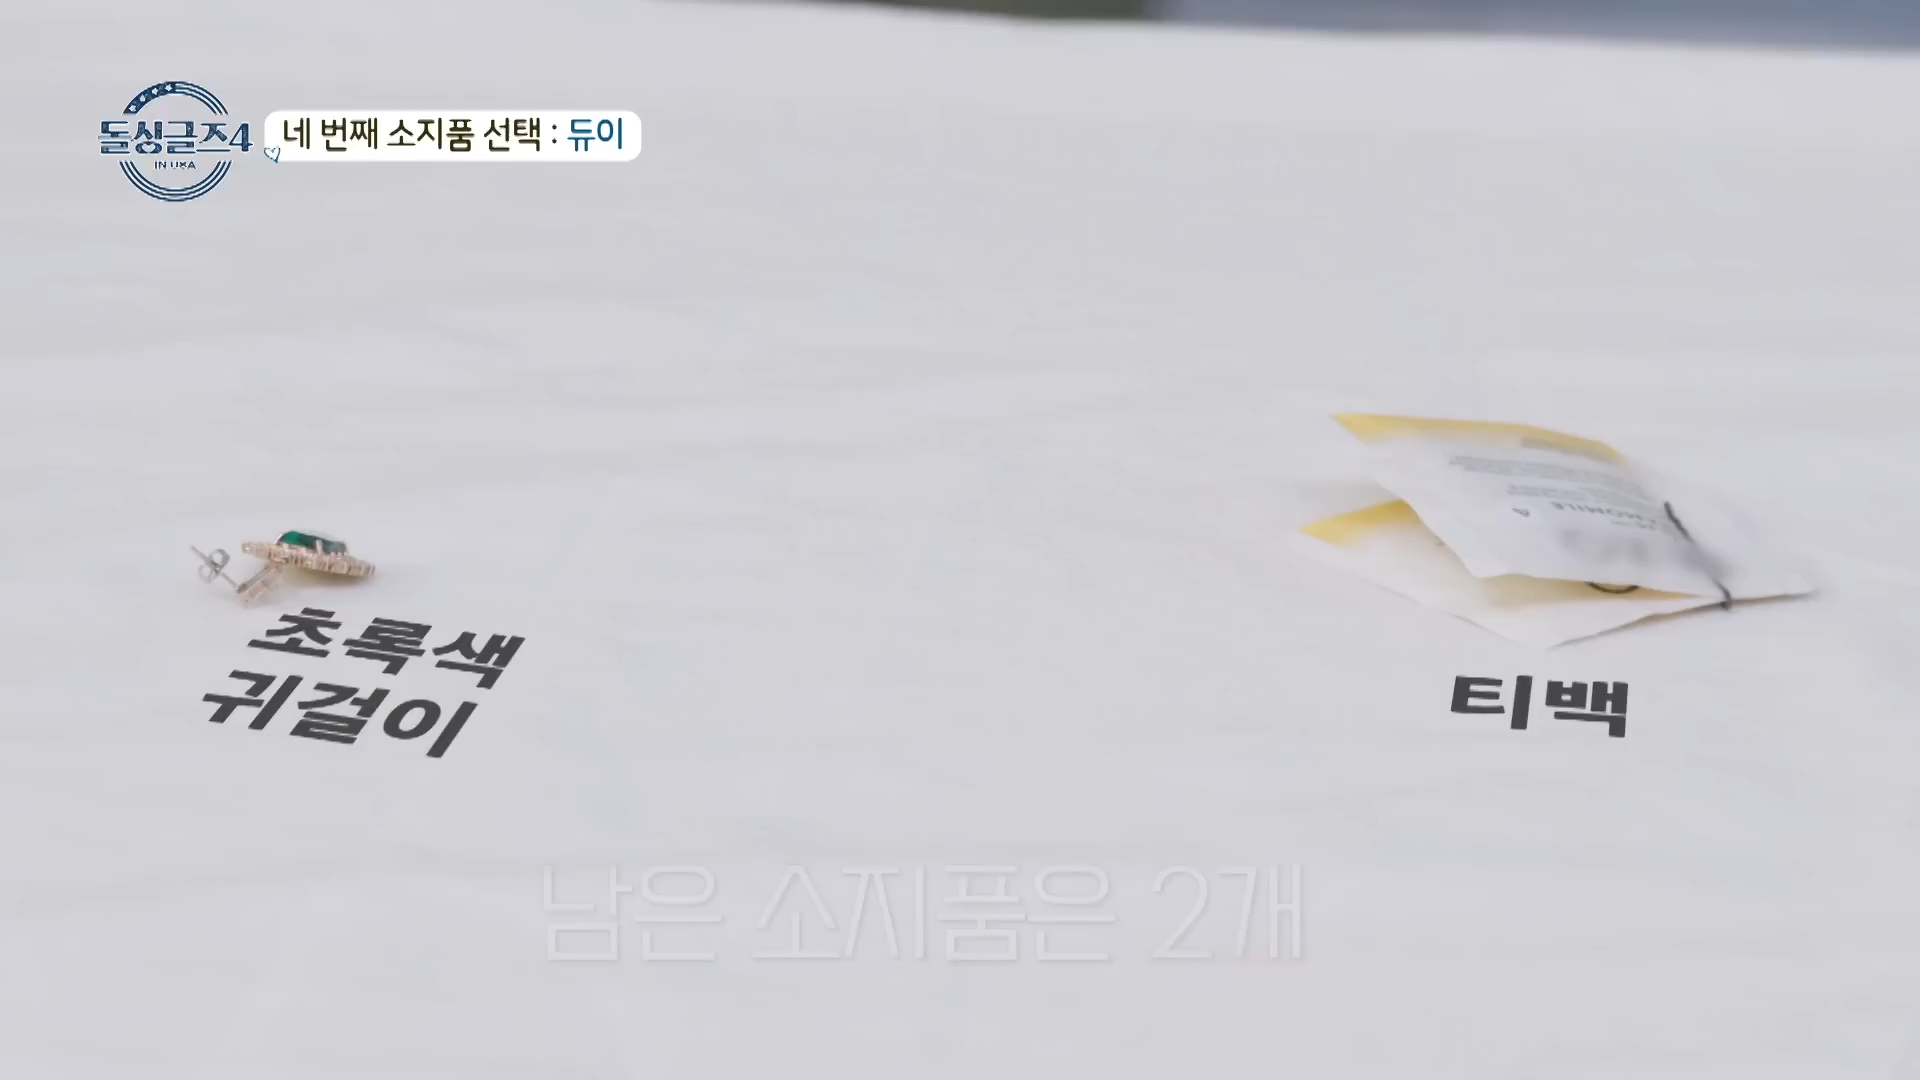 돌싱글즈4
IN USA
네 번째 소지품 선택 : 듀이
초록색
귀걸이
티백
남은 소지품은 2개